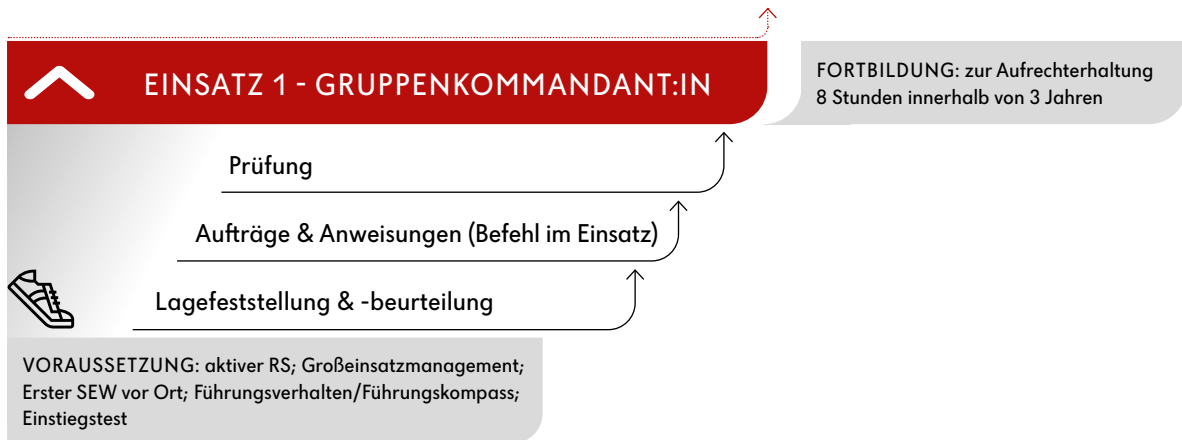 EINSATZ 1 - GRUPPENKOMMANDANT:IN
FORTBILDUNG: zur Aufrechterhaltung
8 Stunden innerhalb von 3 Jahren
Prüfung
Aufträge & Anweisungen (Befehl im Einsatz)
Lagefeststellung & -beurteilung
VORAUSSETZUNG: aktiver RS; Großeinsatzmanagement;
Erster SEW vor Ort; Führungsverhalten/Führungskompass;
Einstiegstest